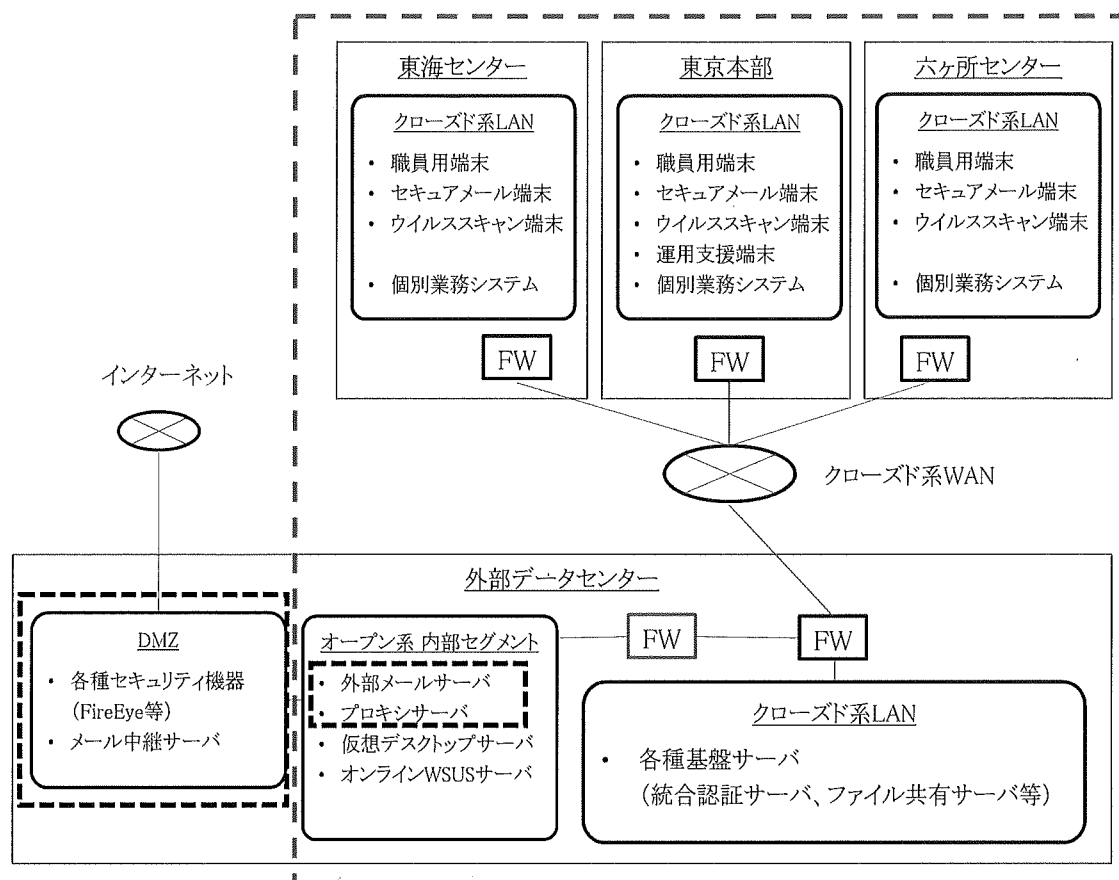 東海センター
クローズド系LAN
・ 職員用端末
・ セキュアメール端末
・ ウイルススキャン端末
・ 個別業務システム
FW
東京本部
クローズド系LAN
・ 職員用端末
・ セキュアメール端末
・ ウイルススキャン端末
・ 運用支援端末
・ 個別業務システム
FW
六ヶ所センター
クローズド系LAN
・ 職員用端末
・ セキュアメール端末
・ ウイルススキャン端末
・ 個別業務システム
FW
インターネット
クローズド系WAN
外部データセンター
DMZ
・ 各種セキュリティ機器
(FireEye等)
・ メール中継サーバ
オープン系 内部セグメント
・ 外部メールサーバ
・ プロキシサーバ
・ 仮想デスクトップサーバ
・ オンラインWSUSサーバ
FW
FW
クローズド系LAN
・ 各種基盤サーバ
(統合認証サーバ、ファイル共有サーバ等)